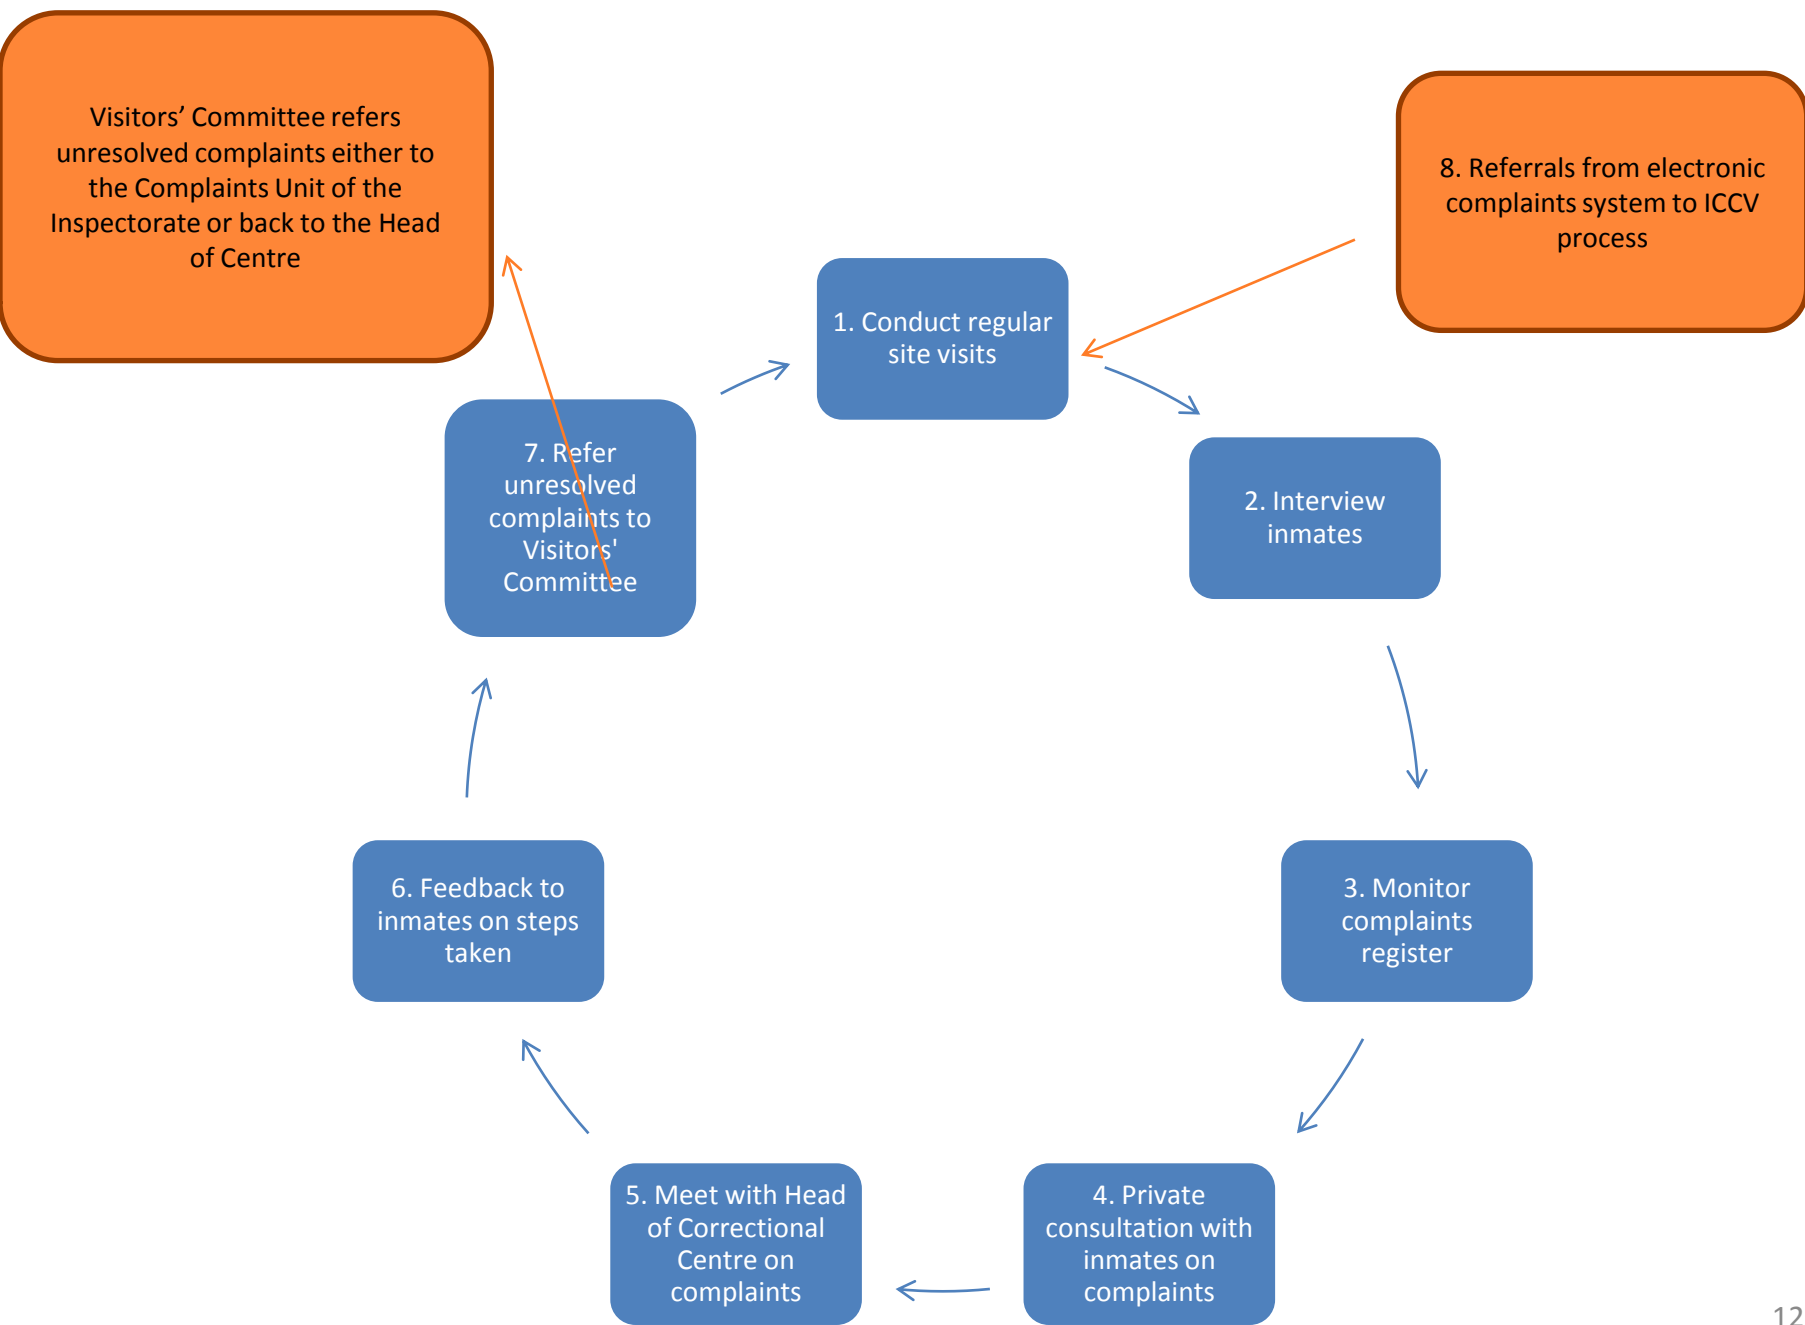 Visitors’ Committee refers
unresolved complaints either to
the Complaints Unit of the
Inspectorate or back to the Head
of Centre
8. Referrals from electronic
complaints system to ICCV
process
1. Conduct regular
site visits
2. Interview
inmates
3. Monitor
complaints
register
4. Private
consultation with
inmates on
complaints
5. Meet with Head
of Correctional
Centre on
complaints
6. Feedback to
inmates on steps
taken
7. Refer
unresolved
complaints to
Visitors'
Committee
12